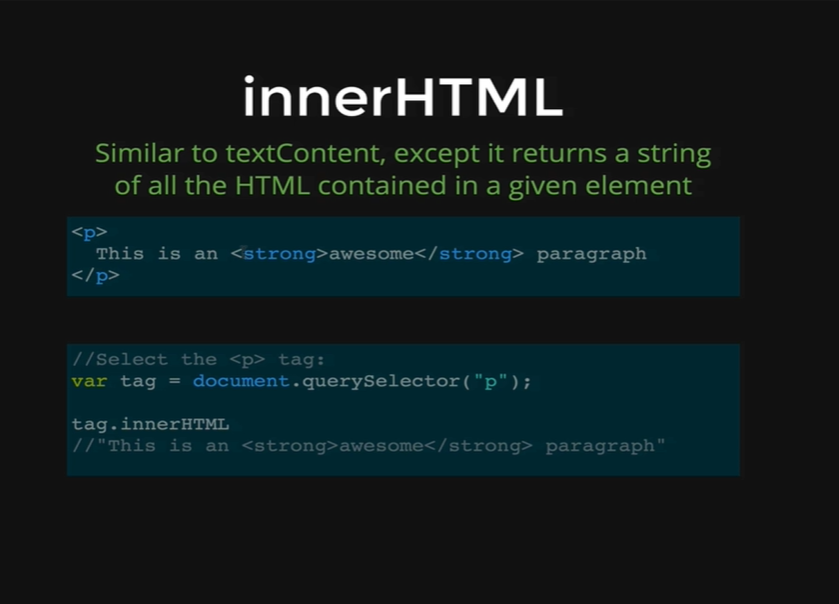 innerHTML
Similar to textContent, except it returns a string
of all the HTML contained in a given element
<p>
  This is an <strong>awesome</strong> paragraph
</p>
//Select the <p> tag:
var tag = document.querySelector("p");
tag.innerHTML
//"This is an <strong>awesome</strong> paragraph"